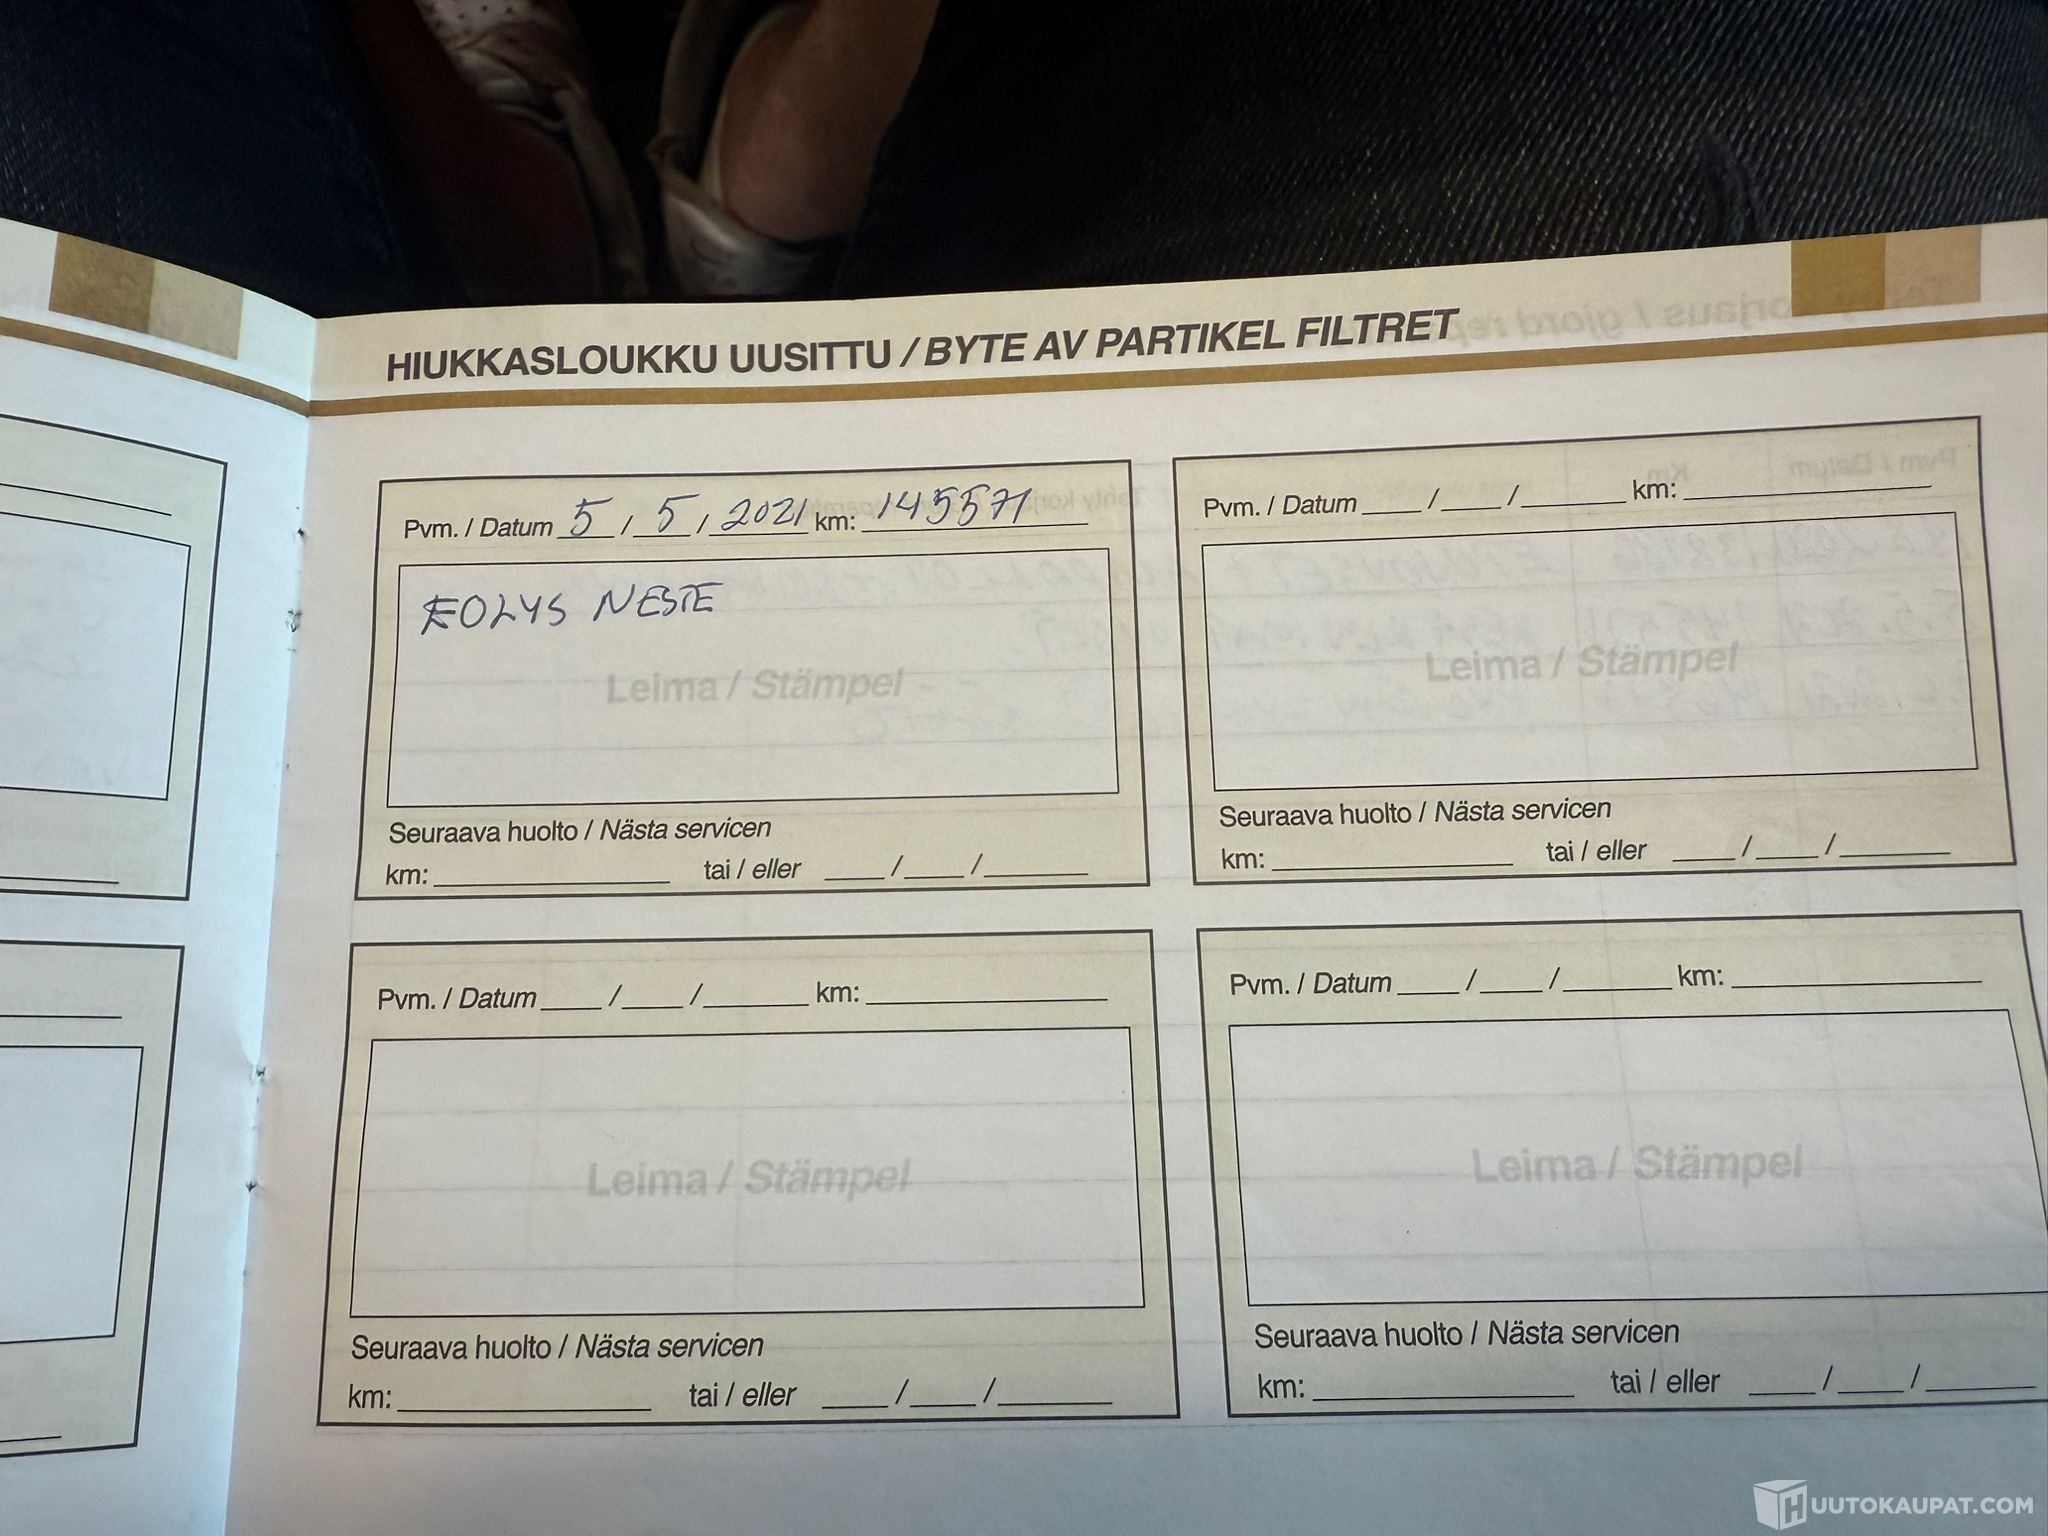 HIUKKASLOUKKU UUSITTU / BYTE AV PARTIKEL FILTRET
Pvm. / Datum 5 / 5 / 2021 km: 145571
EOLYS NESTE
Leima / Stämpel
Seuraava huolto / Nästa servicen
km: tai / eller / /
Pvm. / Datum / / km:
Leima / Stämpel
Seuraava huolto / Nästa servicen
km: tai / eller / /
Pvm. / Datum / / km:
Leima / Stämpel
Seuraava huolto / Nästa servicen
km: tai / eller / /
Pvm. / Datum / / km:
Leima / Stämpel
Seuraava huolto / Nästa servicen
km: tai / eller / /
HUUTOKAUPAT.COM